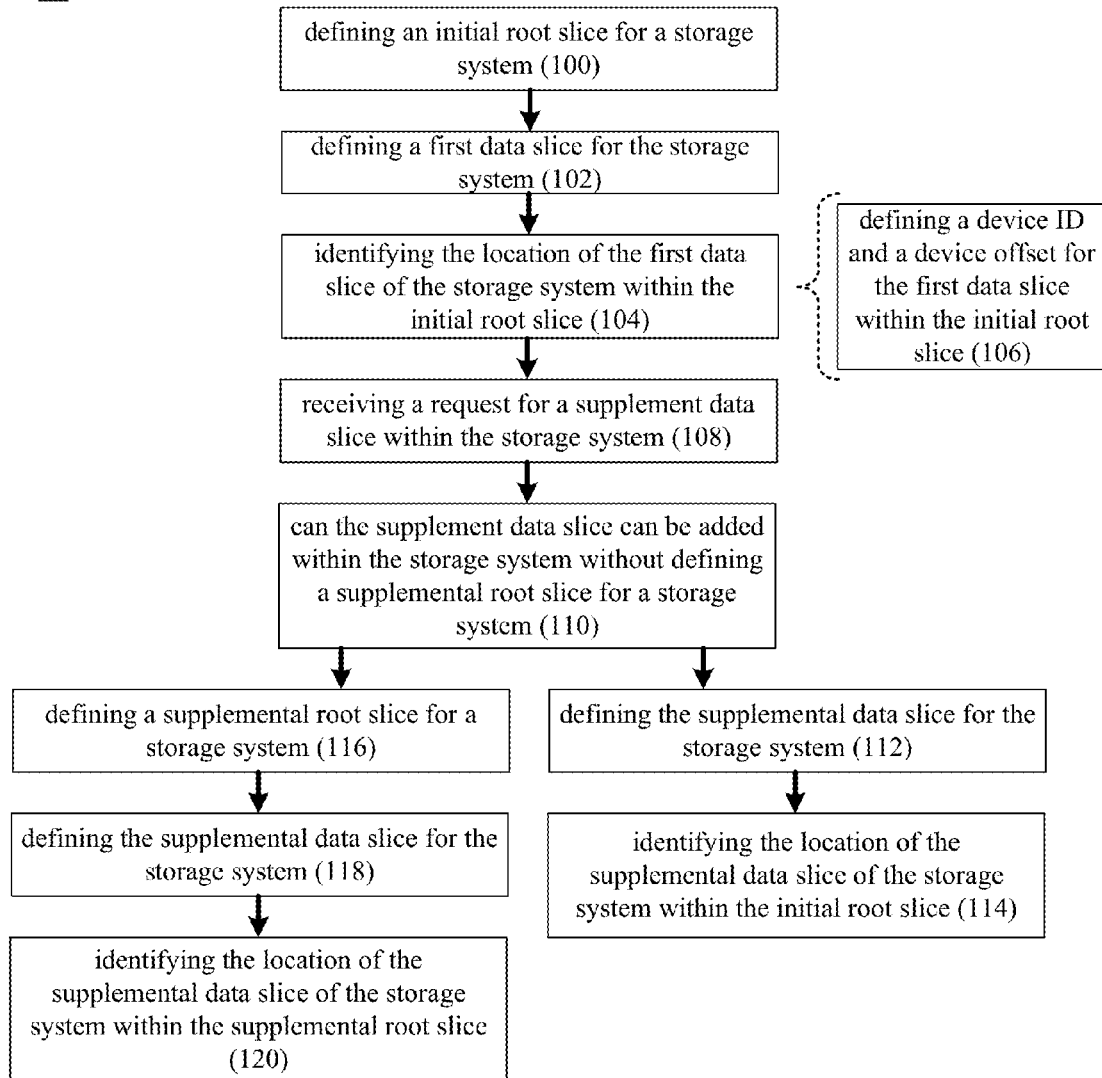 defining an initial root slice for a storage
system (100)
defining a first data slice for the storage
system (102)
identifying the location of the first data
slice of the storage system within the
initial root slice (104)
defining a device ID
and a device offset for
the first data slice
within the initial root
slice (106)
receiving a request for a supplement data
slice within the storage system (108)
can the supplement data slice can be added
within the storage system without defining
a supplemental root slice for a storage
system (110)
defining a supplemental root slice for a
storage system (116)
defining the supplemental data slice for the
storage system (118)
identifying the location of the
supplemental data slice of the storage
system within the supplemental root slice
(120)
defining the supplemental data slice for the
storage system (112)
identifying the location of the
supplemental data slice of the storage
system within the initial root slice (114)